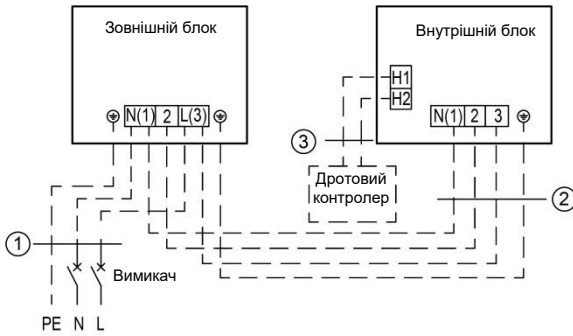 Зовнішній блок
Внутрішній блок
H1
H2
N(1) 2 L(3)
N(1) 2 3
3
Дротовий
контролер
2
1
Вимикач
PE N L